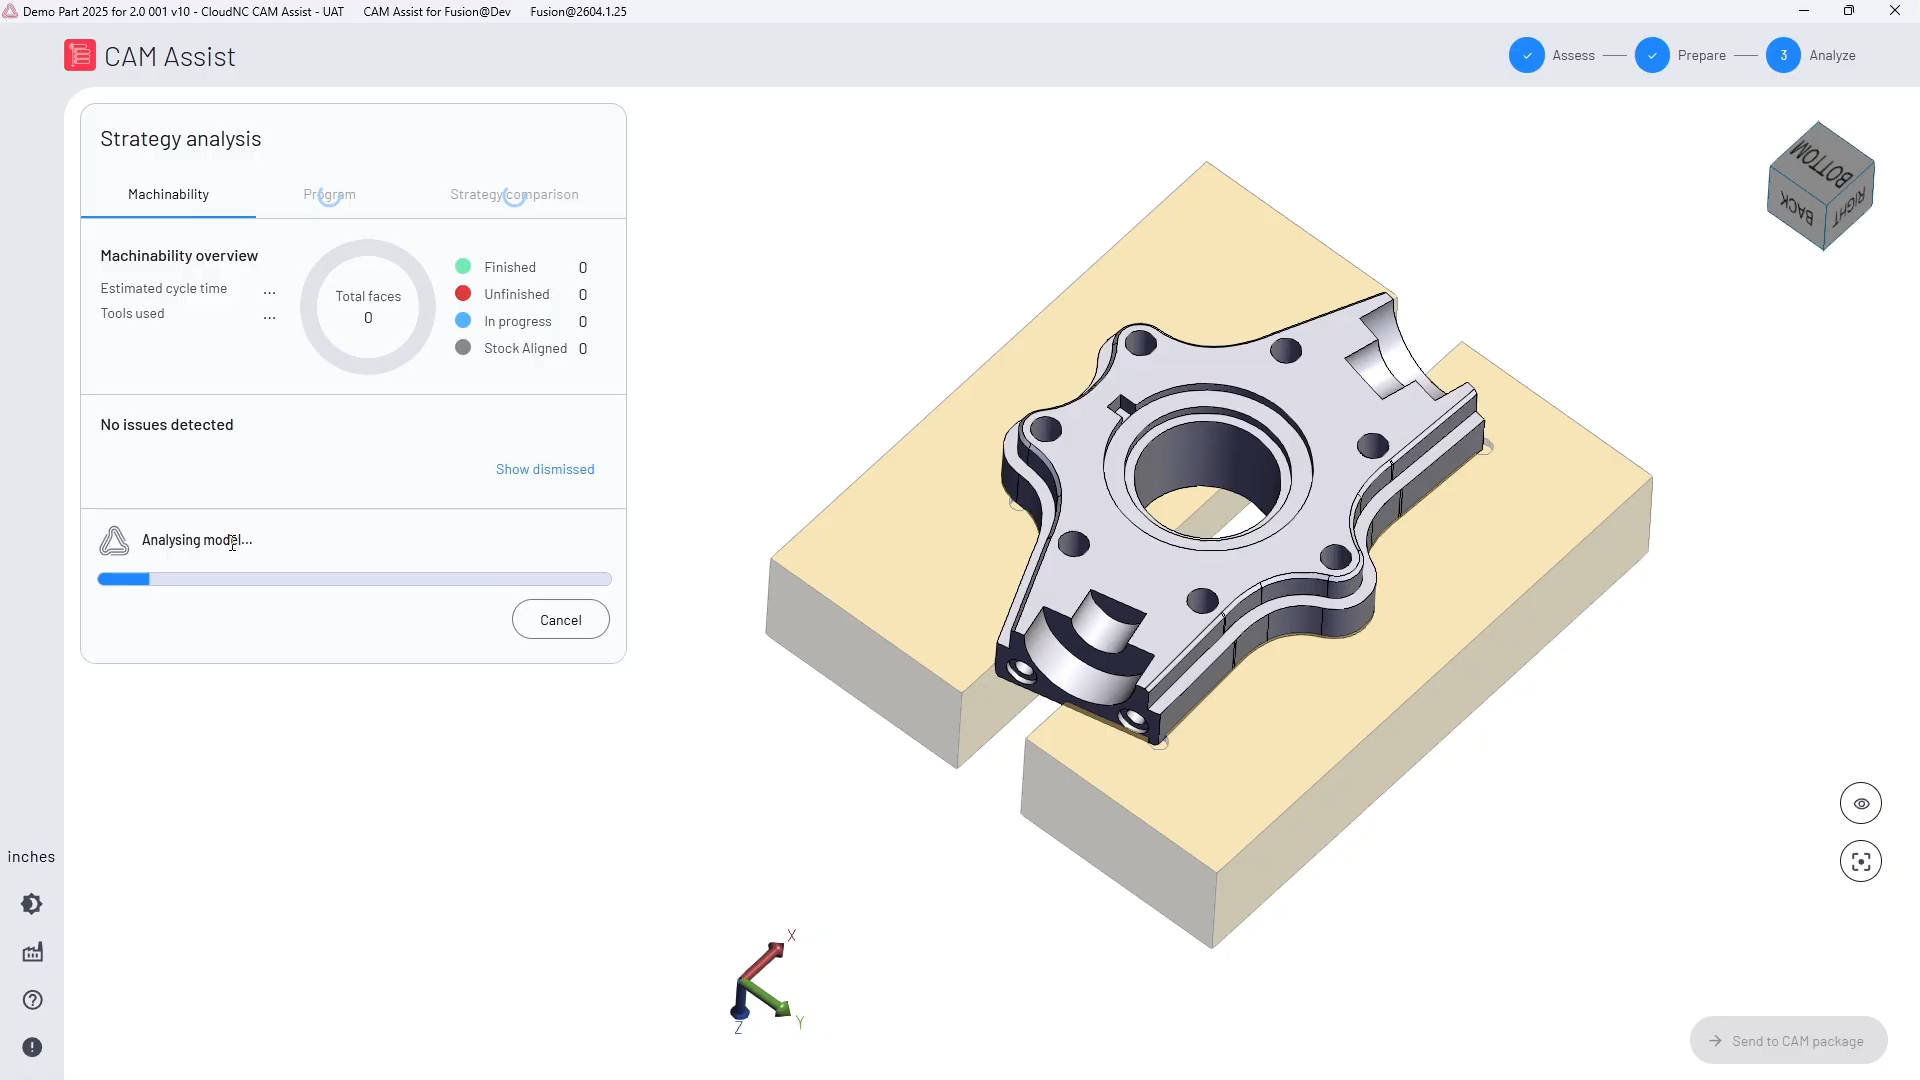 Demo Part 2025 for 2.0 001 v10 - CloudNC CAM Assist - UAT CAM Assist for Fusion@Dev Fusion@2604.1.25
CAM Assist
Assess
Prepare
3 Analyze
Strategy analysis
Machinability
Program
Strategy comparison
Machinability overview
Estimated cycle time ...
Tools used ...
Total faces
0
Finished 0
Unfinished 0
In progress 0
Stock Aligned 0
No issues detected
Show dismissed
Analysing model...
Cancel
BOTTOM
BACK
RIGHT
inches
X
Y
Z
Send to CAM package